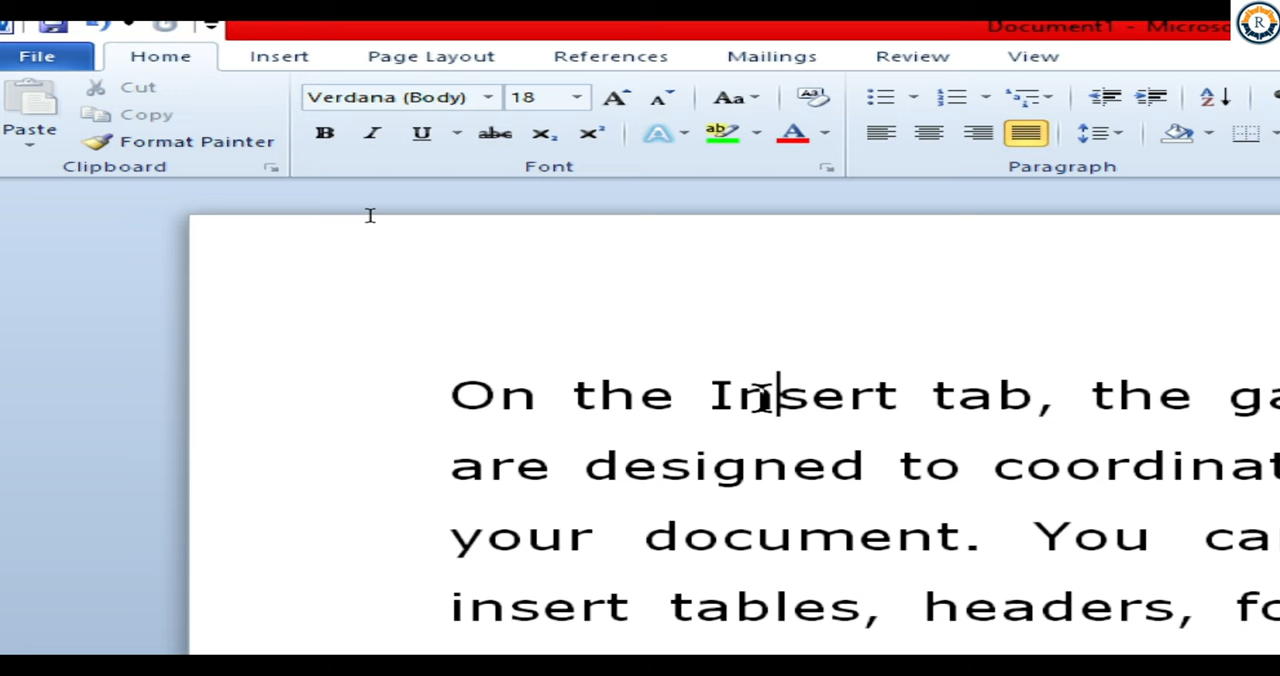 Document1 - Microso
R
File Home Insert Page Layout References Mailings Review View
Cut
Copy
Paste
Format Painter
Clipboard
Verdana (Body) 18
Aa
B I U abc x₂ x² A ab A
Font
Paragraph
On the Insert tab, the ga
are designed to coordinat
your document. You ca
insert tables, headers, fo